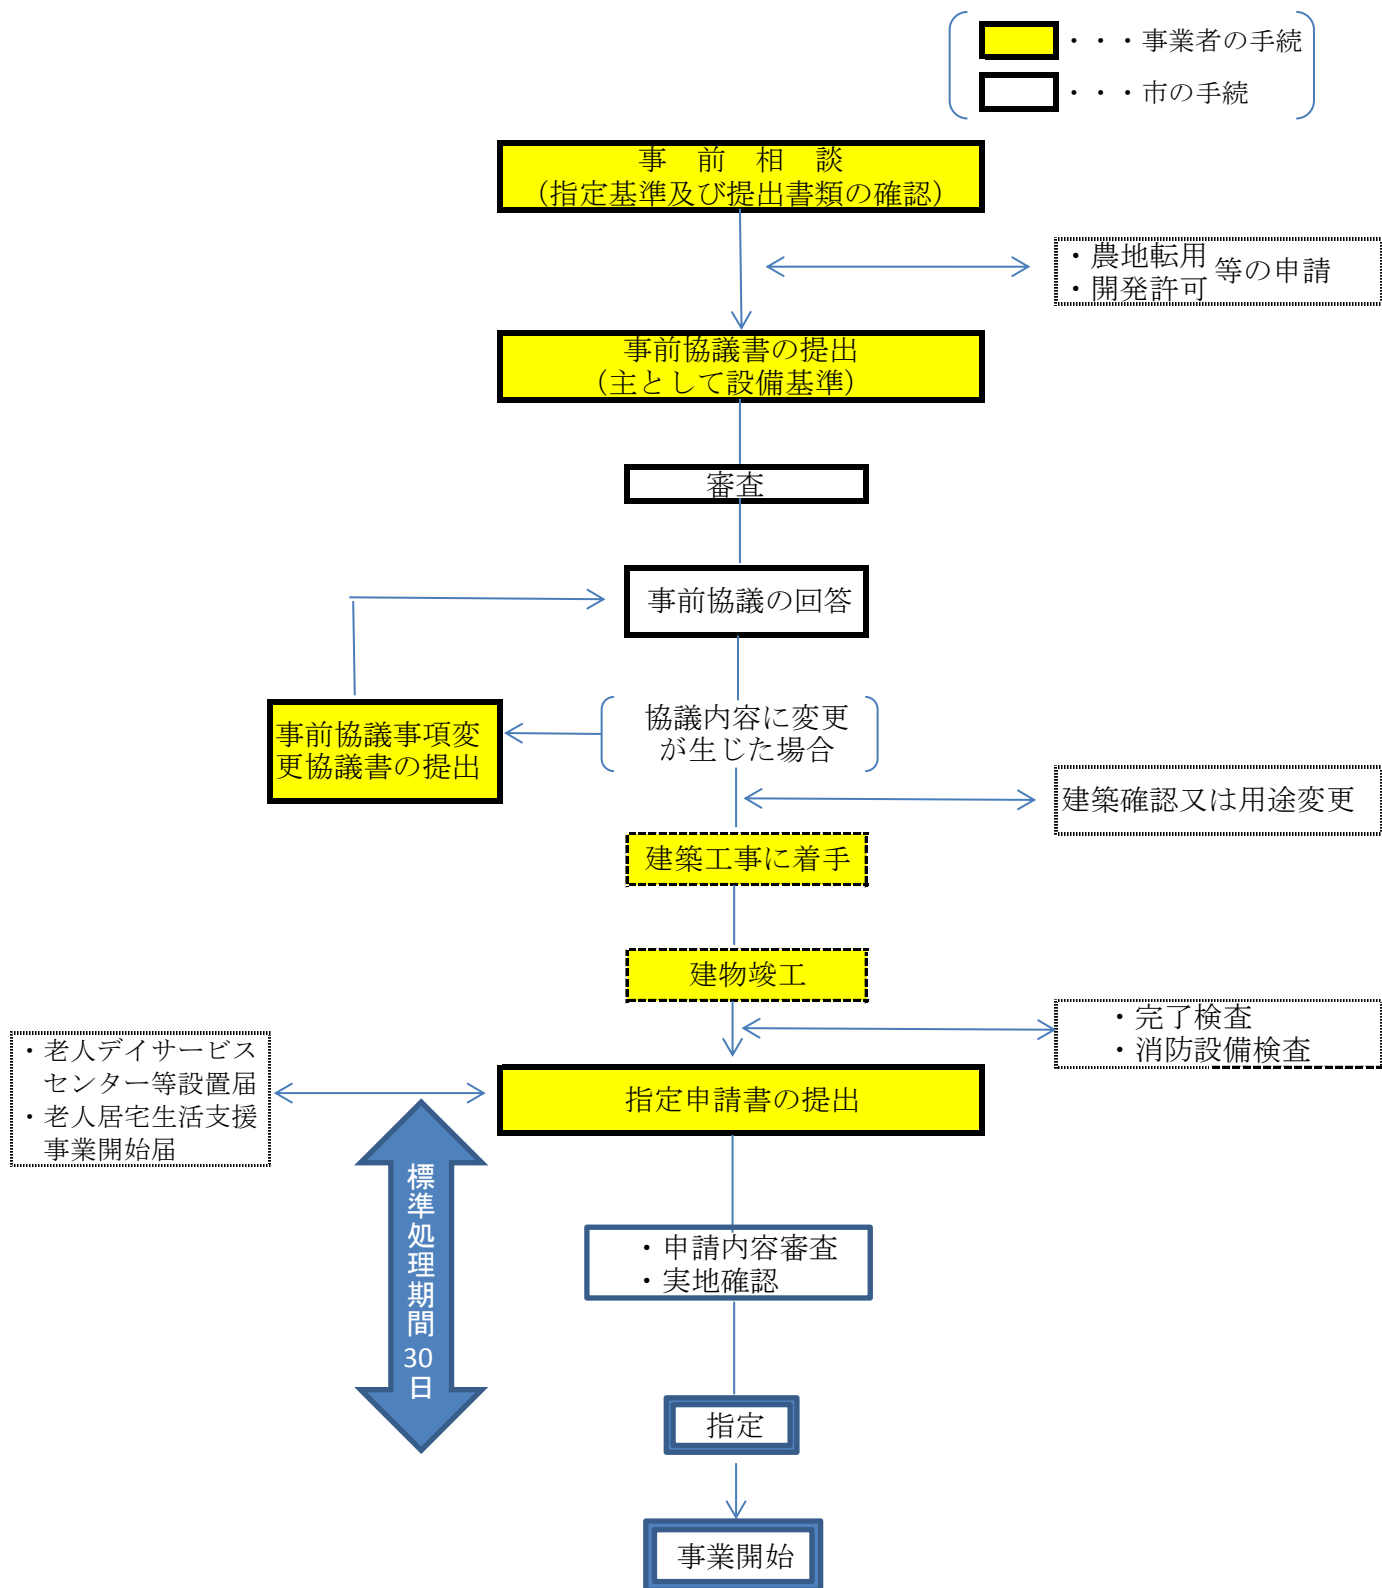 ・・・事業者の手続
・・・市の手続
事　前　相　談
（指定基準及び提出書類の確認）
・農地転用
・開発許可
等の申請
事前協議書の提出
（主として設備基準）
審査
事前協議の回答
協議内容に変更
が生じた場合
事前協議事項変
更協議書の提出
建築確認又は用途変更
建築工事に着手
建物竣工
・完了検査
・消防設備検査
・老人デイサービス
センター等設置届
・老人居宅生活支援
事業開始届
指定申請書の提出
標準処理期間30日
・申請内容審査
・実地確認
指定
事業開始